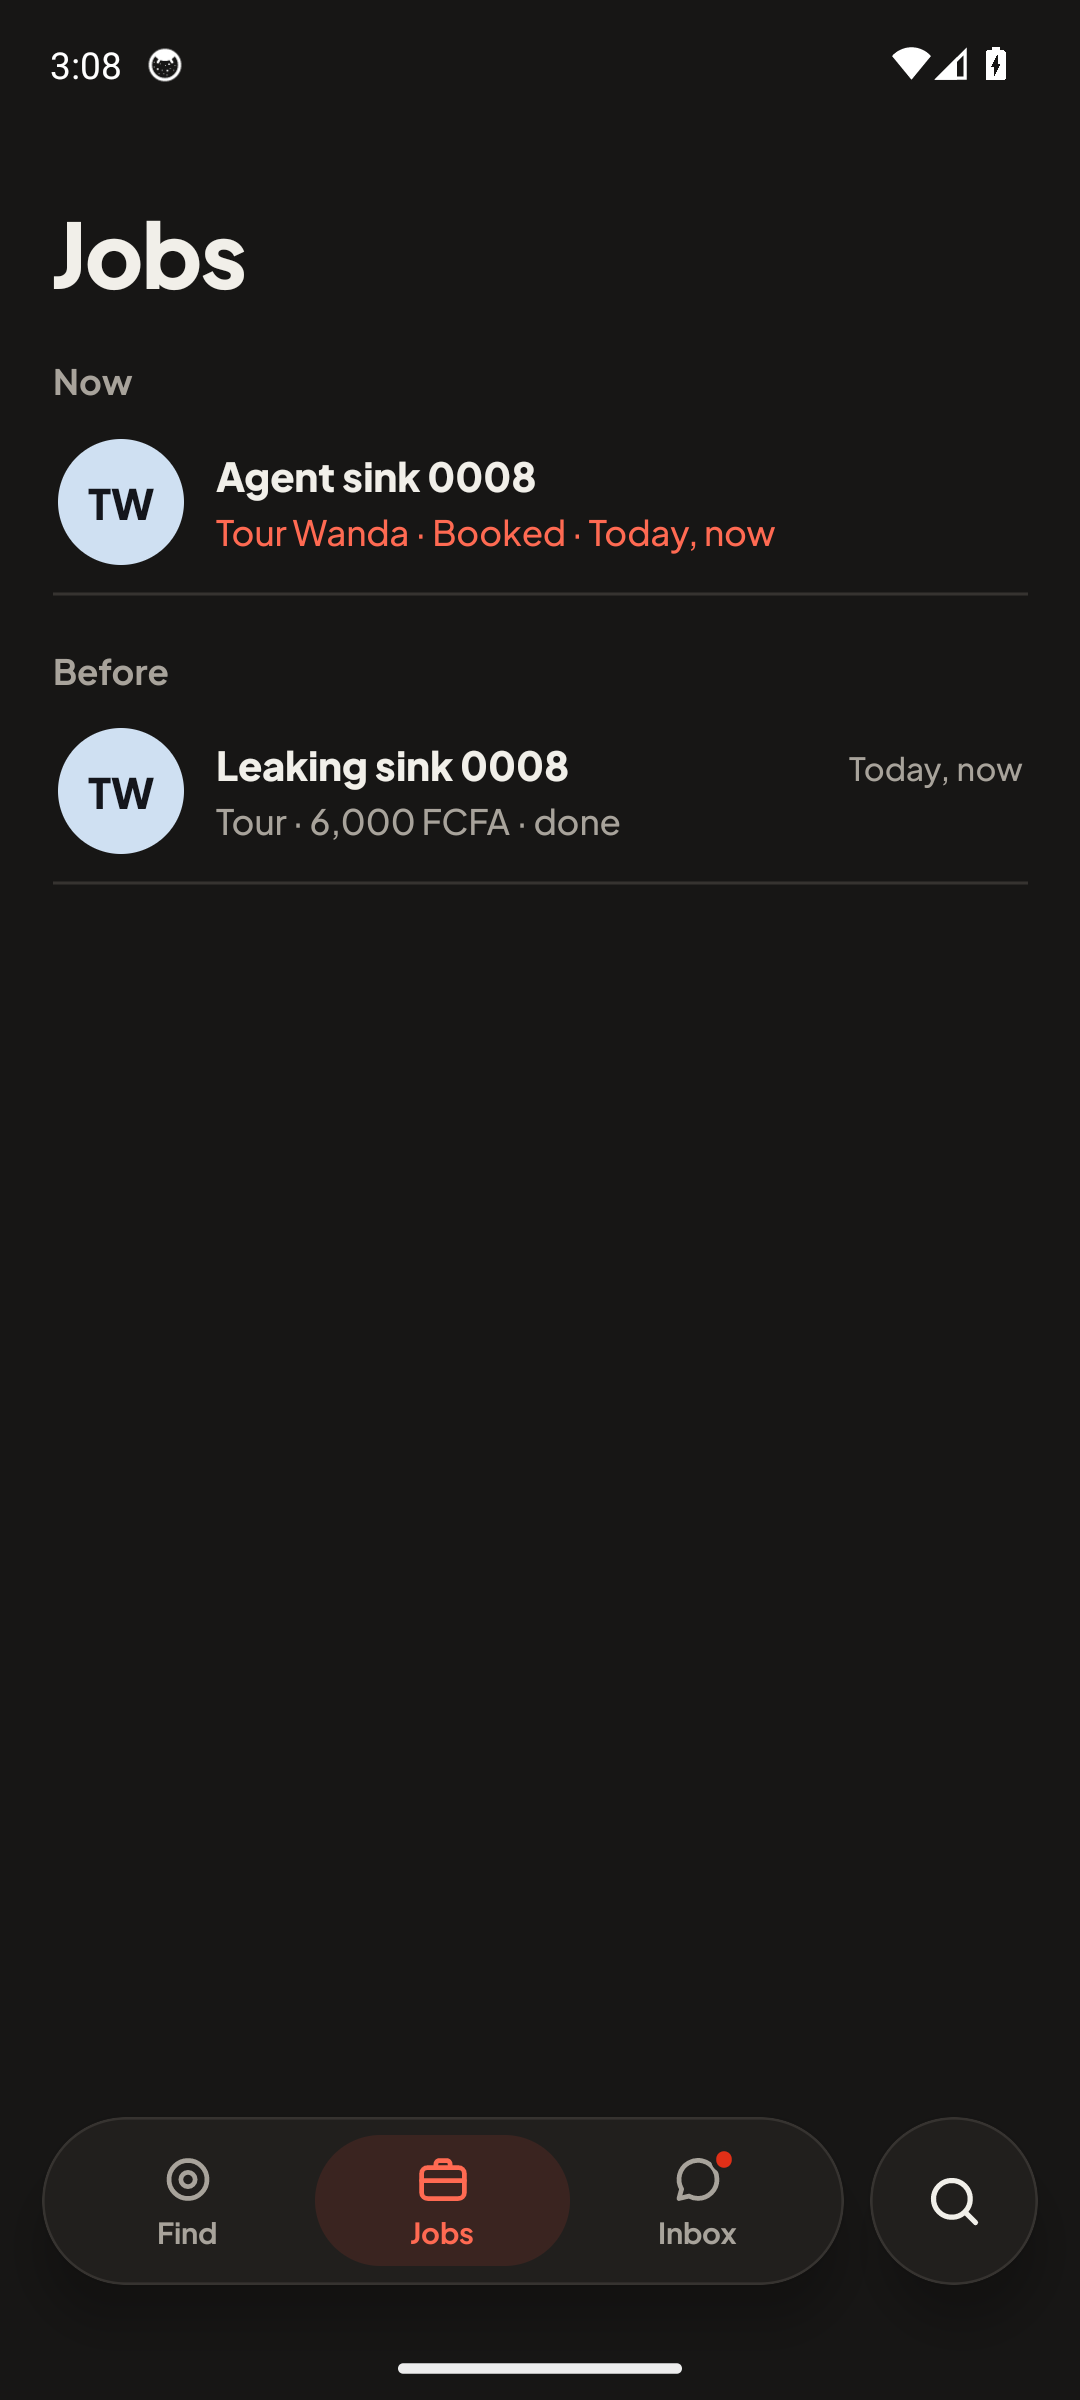 3:08
Jobs
Now
TW
Agent sink 0008
Tour Wanda · Booked · Today, now
Before
TW
Leaking sink 0008
Today, now
Tour · 6,000 FCFA · done
Find
Jobs
Inbox